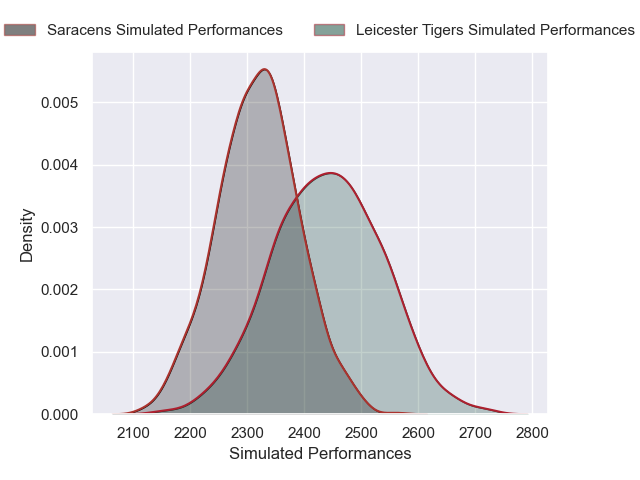 Saracens Simulated Performances
Leicester Tigers Simulated Performances
Density
0.005
0.004
0.003
0.002
0.001
0.000
2100 2200 2300 2400 2500 2600 2700 2800
Simulated Performances